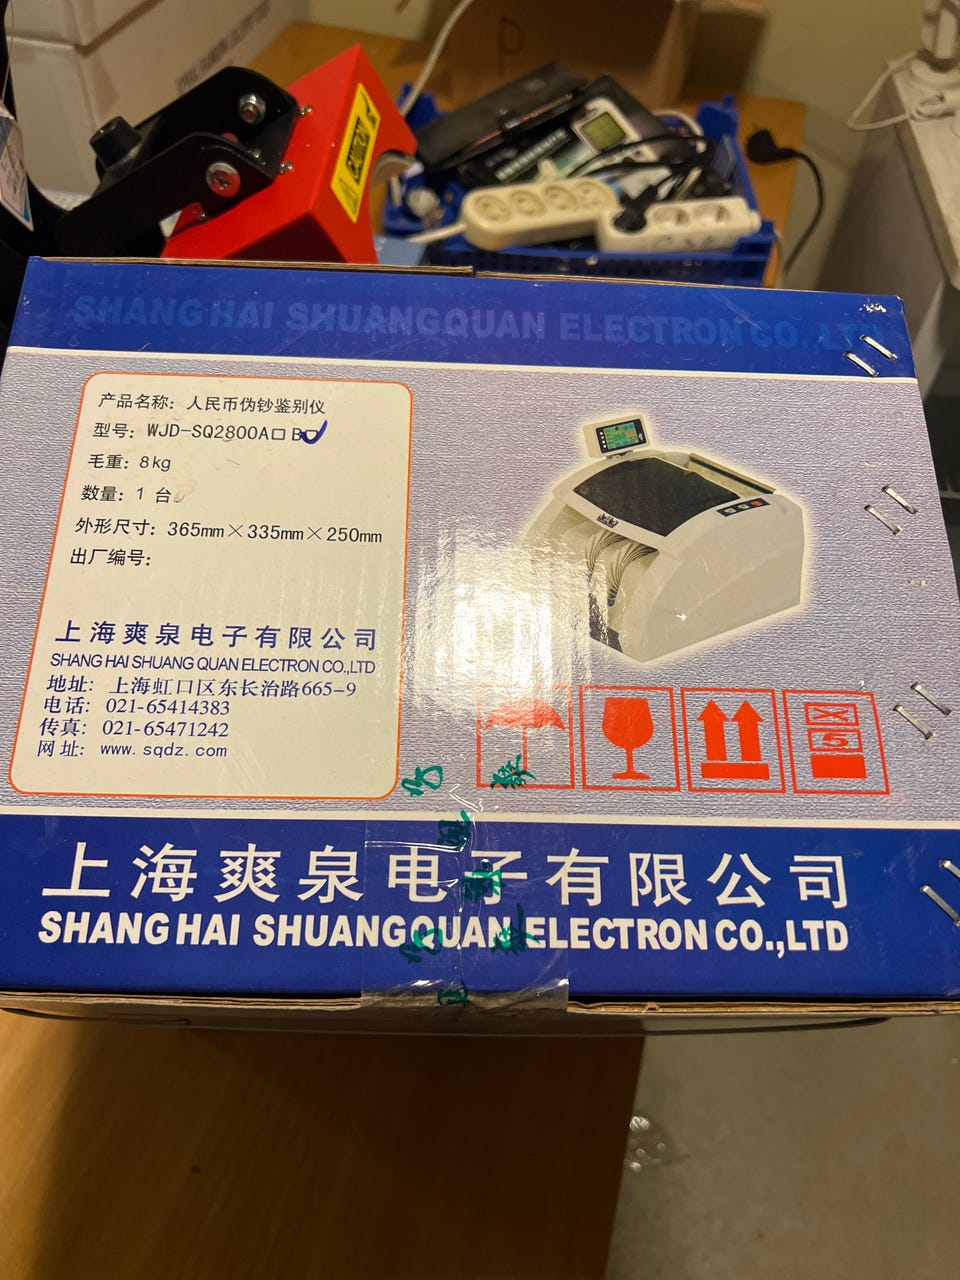 CAUTION
SHANG HAI SHUANGQUAN ELECTRON CO.,LTD
产品名称：人民币伪钞鉴别仪
型号：WJD-SQ2800A□ B□
毛重：8kg
数量：1 台
外形尺寸：365mm×335mm×250mm
出厂编号：
上海爽泉电子有限公司
SHANG HAI SHUANG QUAN ELECTRON CO.,LTD
地址：上海虹口区东长治路665-9
电话：021-65414383
传真：021-65471242
网址：www.sqdz.com
5
上海爽泉电子有限公司
SHANG HAI SHUANGQUAN ELECTRON CO.,LTD